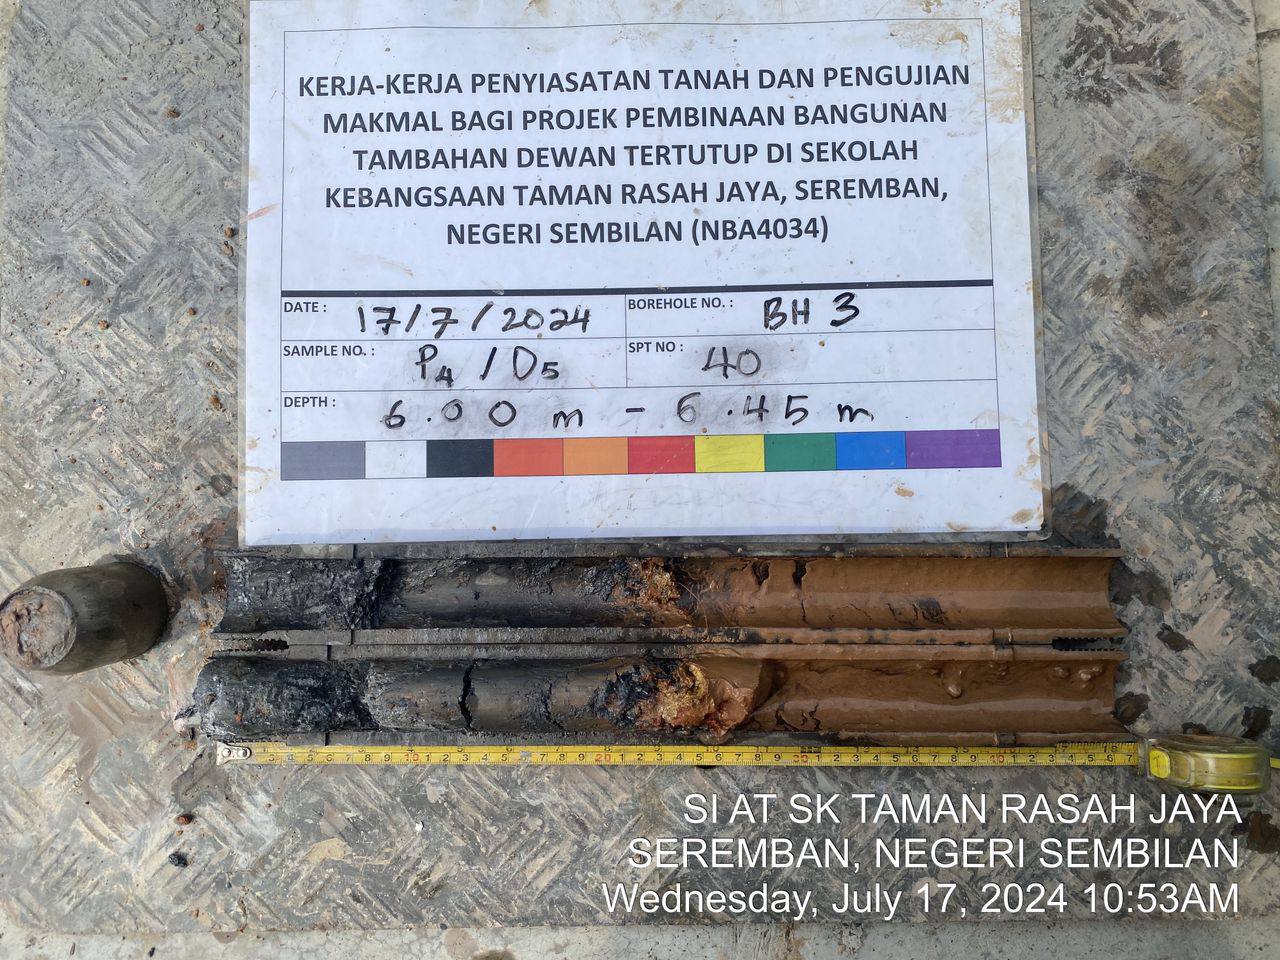 KERJA-KERJA PENYIASATAN TANAH DAN PENGUJIAN
MAKMAL BAGI PROJEK PEMBINAAN BANGUNAN
TAMBAHAN DEWAN TERTUTUP DI SEKOLAH
KEBANGSAAN TAMAN RASAH JAYA, SEREMBAN,
NEGERI SEMBILAN (NBA4034)
DATE : 17/7/2024 BOREHOLE NO. : BH 3
SAMPLE NO. : P4 / D5 SPT NO : 40
DEPTH : 6.00 m - 6.45 m
SI AT SK TAMAN RASAH JAYA
SEREMBAN, NEGERI SEMBILAN
Wednesday, July 17, 2024 10:53AM